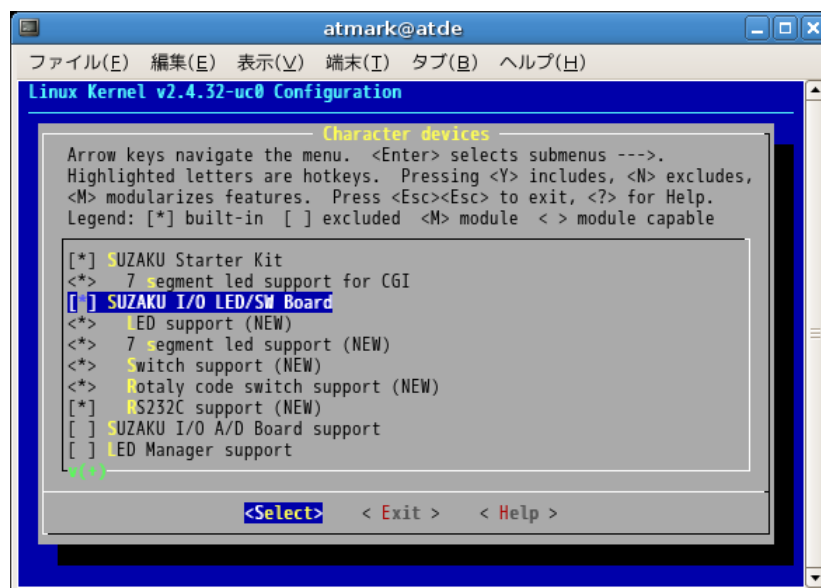 atmark@atde
ファイル(F) 編集(E) 表示(V) 端末(T) タブ(B) ヘルプ(H)
Linux Kernel v2.4.32-uc0 Configuration
Character devices
Arrow keys navigate the menu. <Enter> selects submenus --->.
Highlighted letters are hotkeys. Pressing <Y> includes, <N> excludes,
<M> modularizes features. Press <Esc><Esc> to exit, <?> for Help.
Legend: [*] built-in [ ] excluded <M> module < > module capable
[*] SUZAKU Starter Kit
<*> 7 segment led support for CGI
[*] SUZAKU I/O LED/SW Board
<*> LED support (NEW)
<*> 7 segment led support (NEW)
<*> Switch support (NEW)
<*> Rotaly code switch support (NEW)
[*] RS232C support (NEW)
[ ] SUZAKU I/O A/D Board support
[ ] LED Manager support
v(+)
<Select> < Exit > < Help >